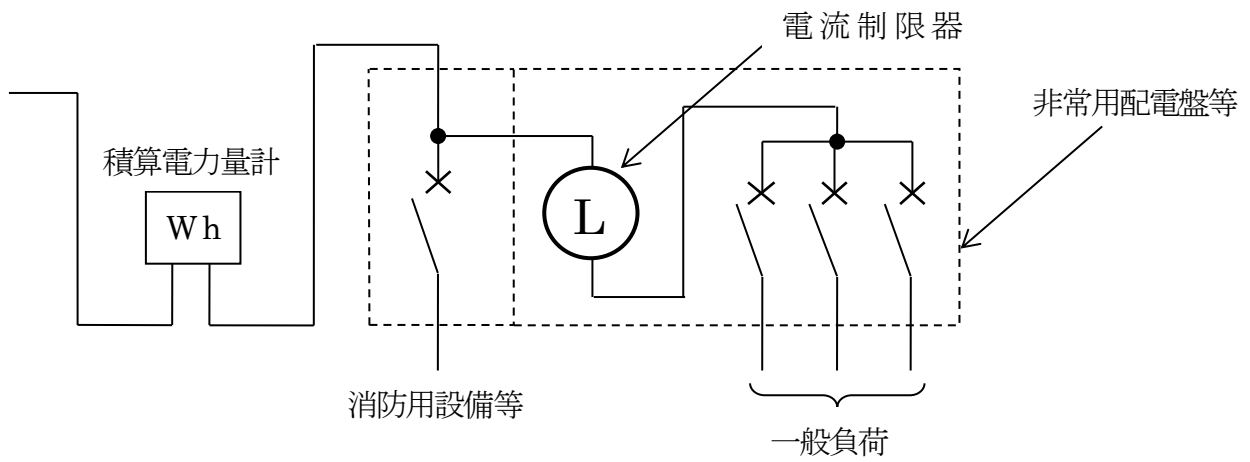 電流制限器
非常用配電盤等
積算電力量計
Wh
L
消防用設備等
一般負荷